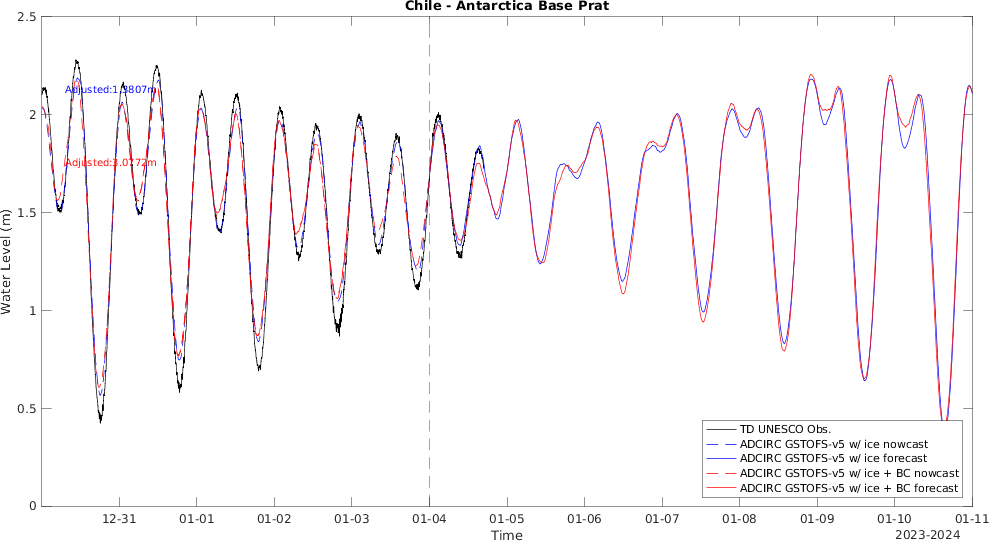 Chile - Antarctica Base Prat
2.5
2
1.5
1
0.5
0
Water Level (m)
Adjusted:1.3807m
Adjusted:3.0772m
TD UNESCO Obs.
ADCIRC GSTOFS-v5 w/ ice nowcast
ADCIRC GSTOFS-v5 w/ ice forecast
ADCIRC GSTOFS-v5 w/ ice + BC nowcast
ADCIRC GSTOFS-v5 w/ ice + BC forecast
12-31 01-01 01-02 01-03 01-04 01-05 01-06 01-07 01-08 01-09 01-10 01-11
Time
2023-2024